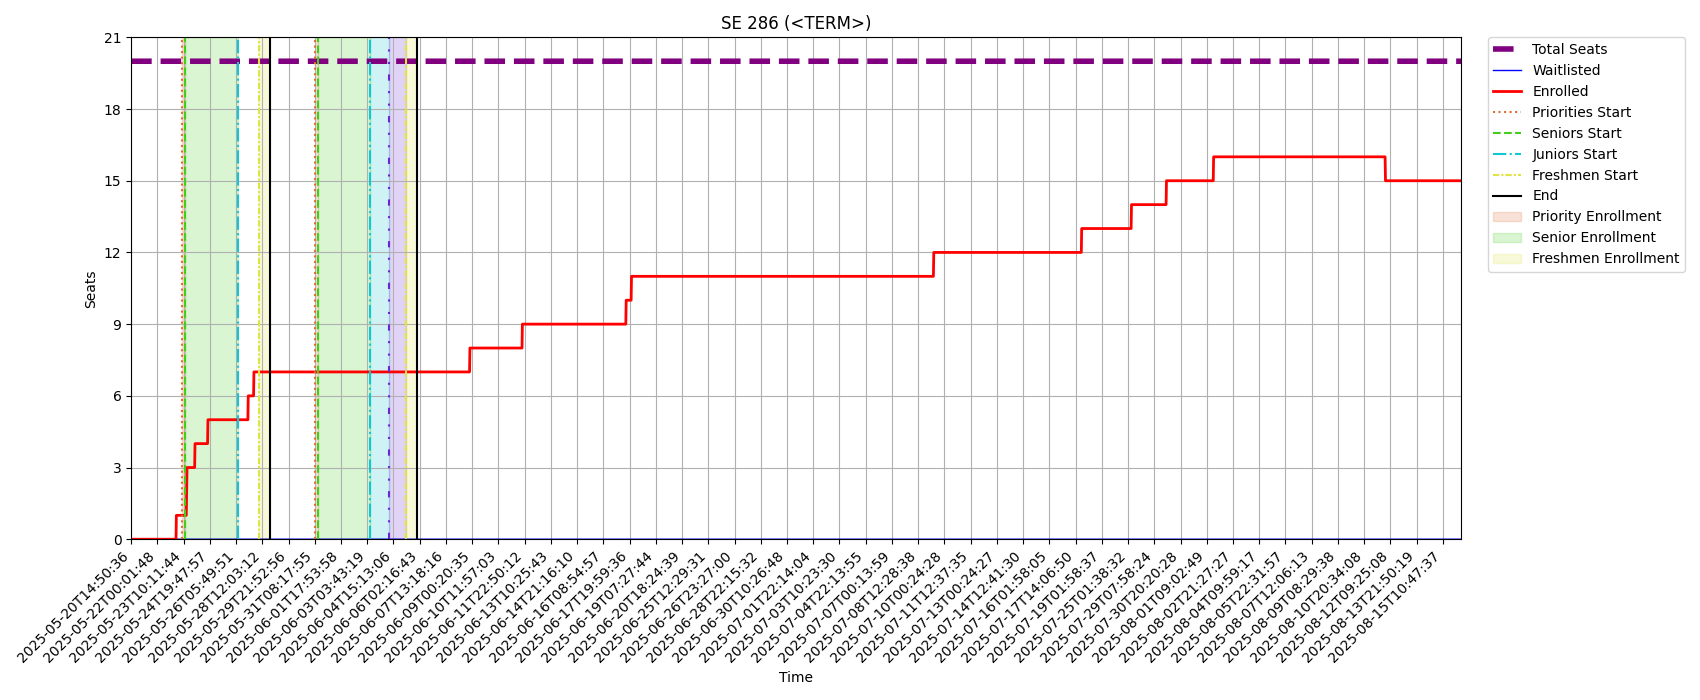 SE 286 (<TERM>)
21
18
15
12
9
6
3
0
Seats
2025-05-20T14:50:36
2025-05-22T00:01:48
2025-05-23T10:11:44
2025-05-24T19:47:57
2025-05-26T05:49:51
2025-05-28T12:03:12
2025-05-29T21:52:56
2025-05-31T08:17:55
2025-06-01T17:53:58
2025-06-03T03:43:19
2025-06-04T15:13:06
2025-06-06T02:16:43
2025-06-07T13:18:16
2025-06-09T00:20:35
2025-06-10T11:57:03
2025-06-11T22:50:12
2025-06-13T10:25:43
2025-06-14T21:16:10
2025-06-16T08:54:57
2025-06-17T19:59:36
2025-06-19T07:27:44
2025-06-20T18:24:39
2025-06-25T12:29:31
2025-06-26T23:27:00
2025-06-28T22:15:32
2025-06-30T10:26:48
2025-07-01T22:14:04
2025-07-03T10:23:30
2025-07-05T22:13:55
2025-07-07T00:13:59
2025-07-08T12:28:38
2025-07-10T00:24:28
2025-07-11T12:37:35
2025-07-13T00:24:27
2025-07-14T12:41:30
2025-07-16T01:58:05
2025-07-17T14:06:50
2025-07-19T01:58:37
2025-07-25T01:38:32
2025-07-29T07:58:24
2025-07-30T20:20:28
2025-08-01T09:02:49
2025-08-02T21:27:27
2025-08-04T09:59:17
2025-08-05T22:31:57
2025-08-07T12:06:13
2025-08-09T08:29:38
2025-08-10T20:34:08
2025-08-12T09:25:08
2025-08-13T21:50:19
2025-08-15T10:47:37
Time
Total Seats
Waitlisted
Enrolled
Priorities Start
Seniors Start
Juniors Start
Freshmen Start
End
Priority Enrollment
Senior Enrollment
Freshmen Enrollment